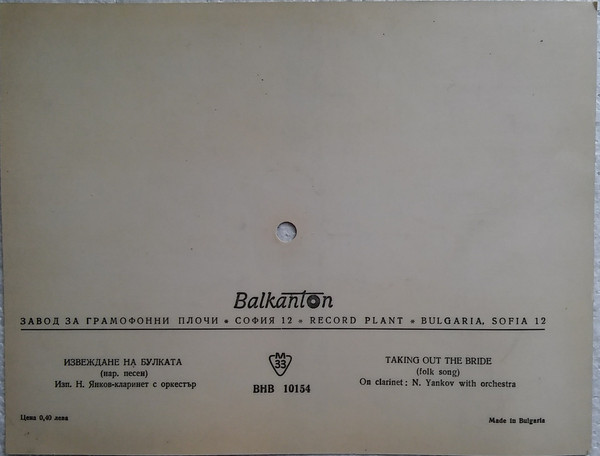 Balkanton
ЗАВОД ЗА ГРАМОФОННИ ПЛОЧИ • СОФИЯ 12 • RECORD PLANT • BULGARIA, SOFIA 12
ИЗВЕЖДАНЕ НА БУЛКАТА
(нар. песен)
Изп. Н. Янков-кларинет с оркестър
М
33
ВНВ 10154
TAKING OUT THE BRIDE
(folk song)
On clarinet: N. Yankov with orchestra
Цена 0,40 лева
Made in Bulgaria